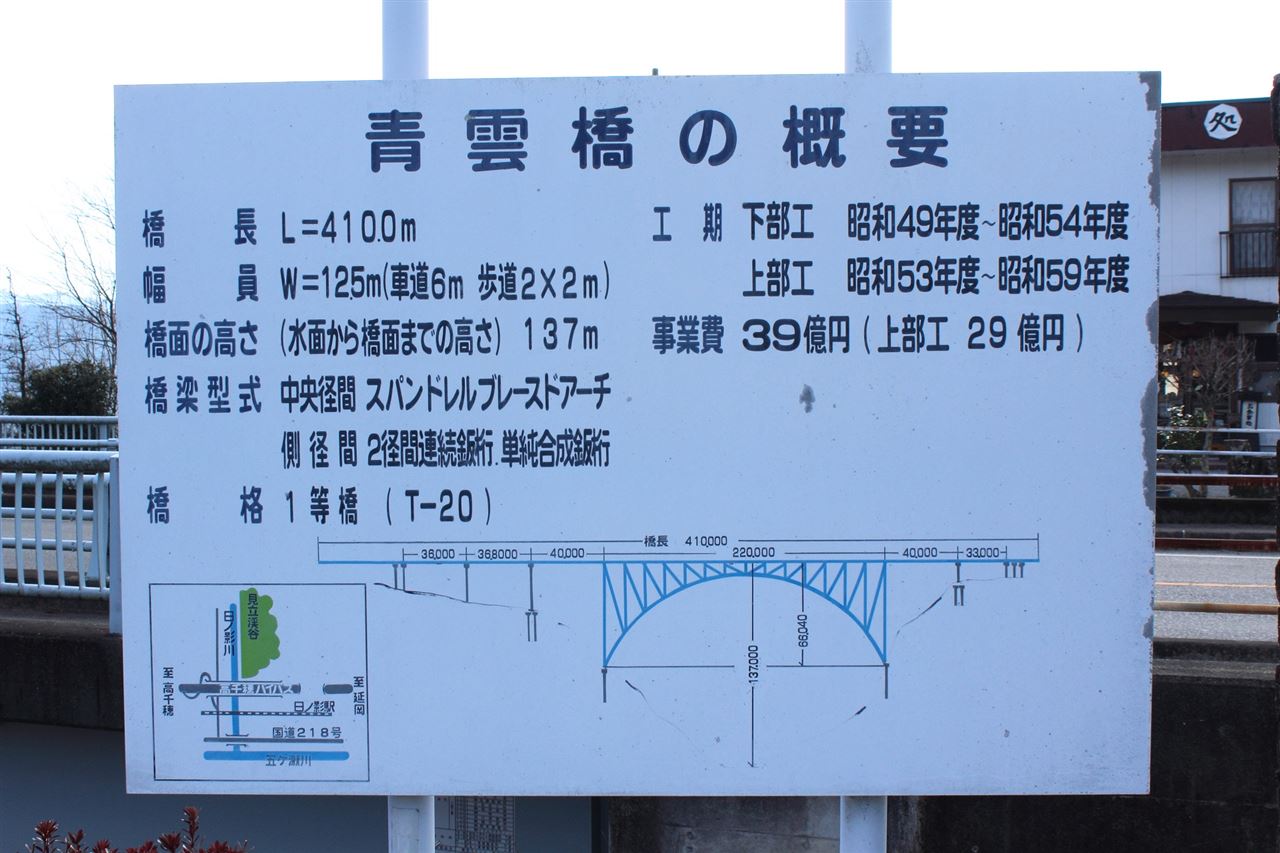 青雲橋の概要
橋長 L=410.0m
幅員 W=12.5m(車道6m 歩道2×2m)
橋面の高さ (水面から橋面までの高さ) 137m
橋梁型式 中央径間 スパンドレルブレースドアーチ
側径間 2径間連続鈑桁 単純合成鈑桁
橋格 1等橋 (T-20)
工期 下部工 昭和49年度~昭和54年度
上部工 昭和53年度~昭和59年度
事業費 39億円 (上部工 29億円)
橋長 410,000
36,000 36,8000 40,000 220,000 40,000 33,000
66,040
137,000
見立渓谷
日ノ影川
至高千穂
高千穂バイパス
至延岡
日ノ影駅
国道218号
五ケ瀬川
処